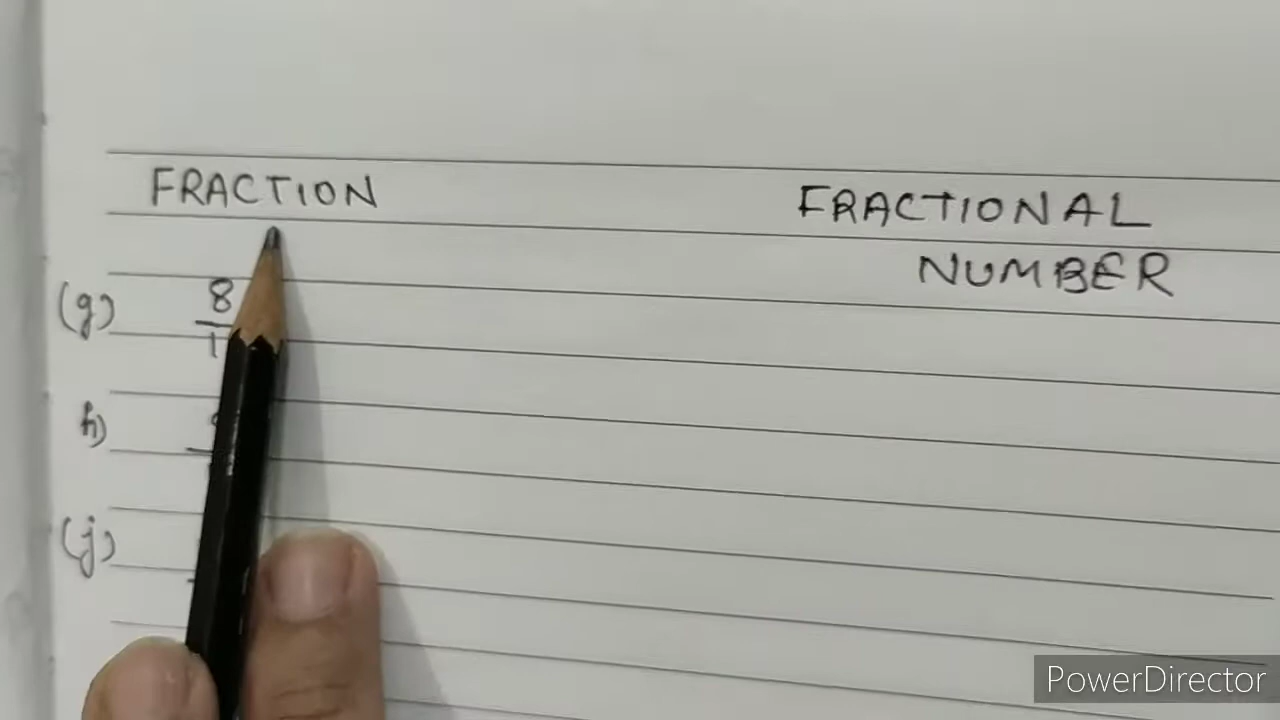 FRACTION
FRACTIONAL
NUMBER
(g) 8
h)
(j)
PowerDirector